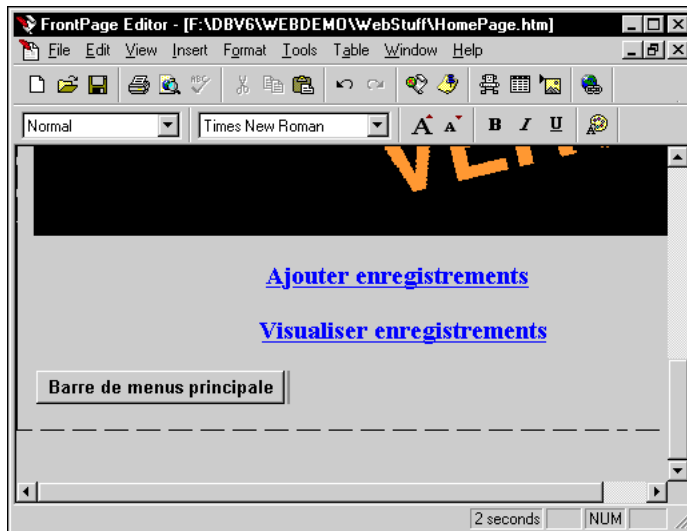 FrontPage Editor - [F:\DBV6\WEBDEMO\WebStuff\HomePage.htm]
File Edit View Insert Format Tools Table Window Help
ABC
Normal Times New Roman A A B I U A
Ajouter enregistrements
Visualiser enregistrements
Barre de menus principale
2 seconds NUM